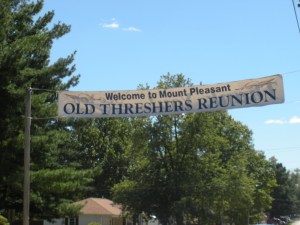 Welcome to Mount Pleasant
OLD THRESHERS REUNION